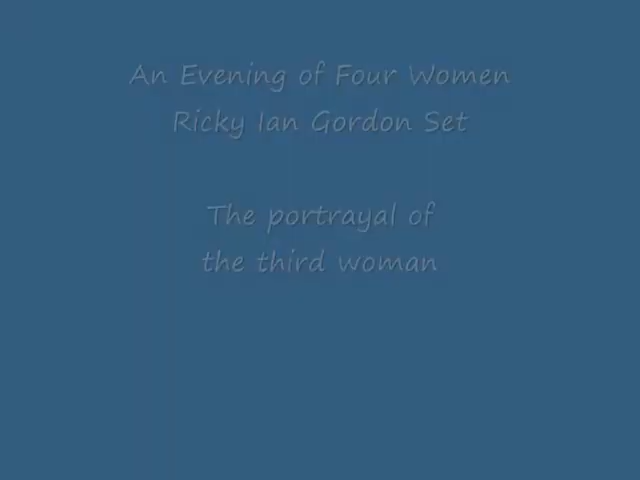 An Evening of Four Women
Ricky Ian Gordon Set
The portrayal of
the third woman